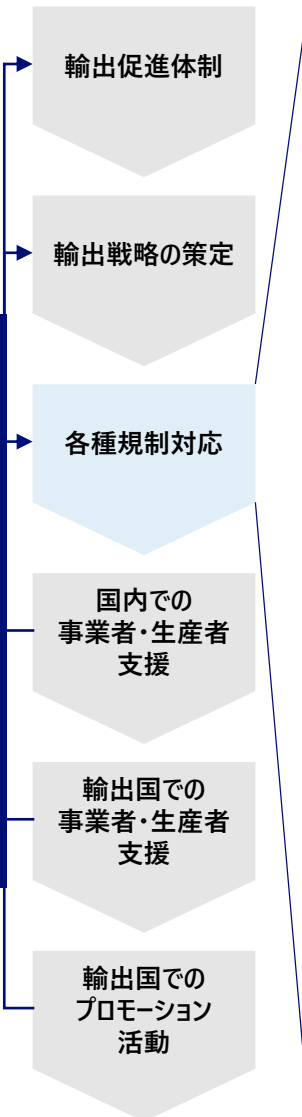 輸出促進体制
輸出戦略の策定
各種規制対応
国内での
事業者・生産者
支援
輸出国での
事業者・生産者
支援
輸出国での
プロモーション
活動